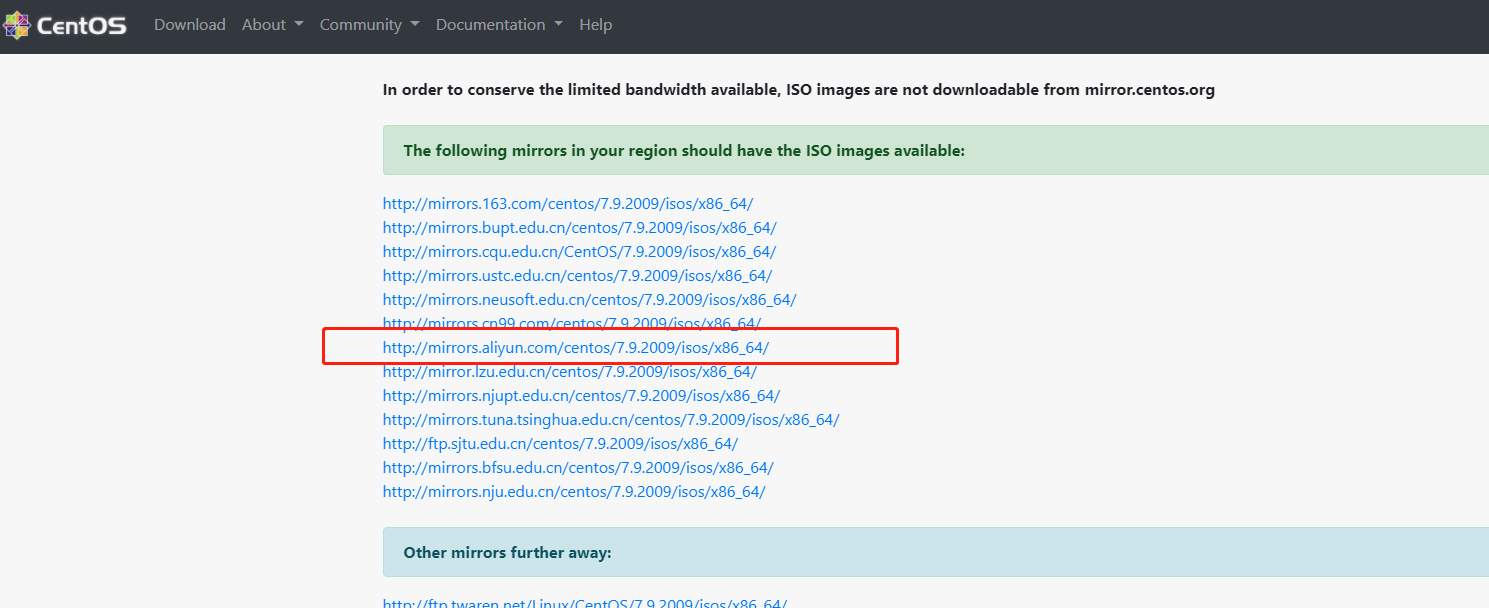 CentOS Download About Community Documentation Help
In order to conserve the limited bandwidth available, ISO images are not downloadable from mirror.centos.org
The following mirrors in your region should have the ISO images available:
http://mirrors.163.com/centos/7.9.2009/isos/x86_64/
http://mirrors.bupt.edu.cn/centos/7.9.2009/isos/x86_64/
http://mirrors.cqu.edu.cn/CentOS/7.9.2009/isos/x86_64/
http://mirrors.ustc.edu.cn/centos/7.9.2009/isos/x86_64/
http://mirrors.neusoft.edu.cn/centos/7.9.2009/isos/x86_64/
http://mirrors.cn99.com/centos/7.9.2009/isos/x86_64/
http://mirrors.aliyun.com/centos/7.9.2009/isos/x86_64/
http://mirror.lzu.edu.cn/centos/7.9.2009/isos/x86_64/
http://mirrors.njupt.edu.cn/centos/7.9.2009/isos/x86_64/
http://mirrors.tuna.tsinghua.edu.cn/centos/7.9.2009/isos/x86_64/
http://ftp.sjtu.edu.cn/centos/7.9.2009/isos/x86_64/
http://mirrors.bfsu.edu.cn/centos/7.9.2009/isos/x86_64/
http://mirrors.nju.edu.cn/centos/7.9.2009/isos/x86_64/
Other mirrors further away:
http://ftp.twaren.net/Linux/CentOS/7.9.2009/isos/x86_64/